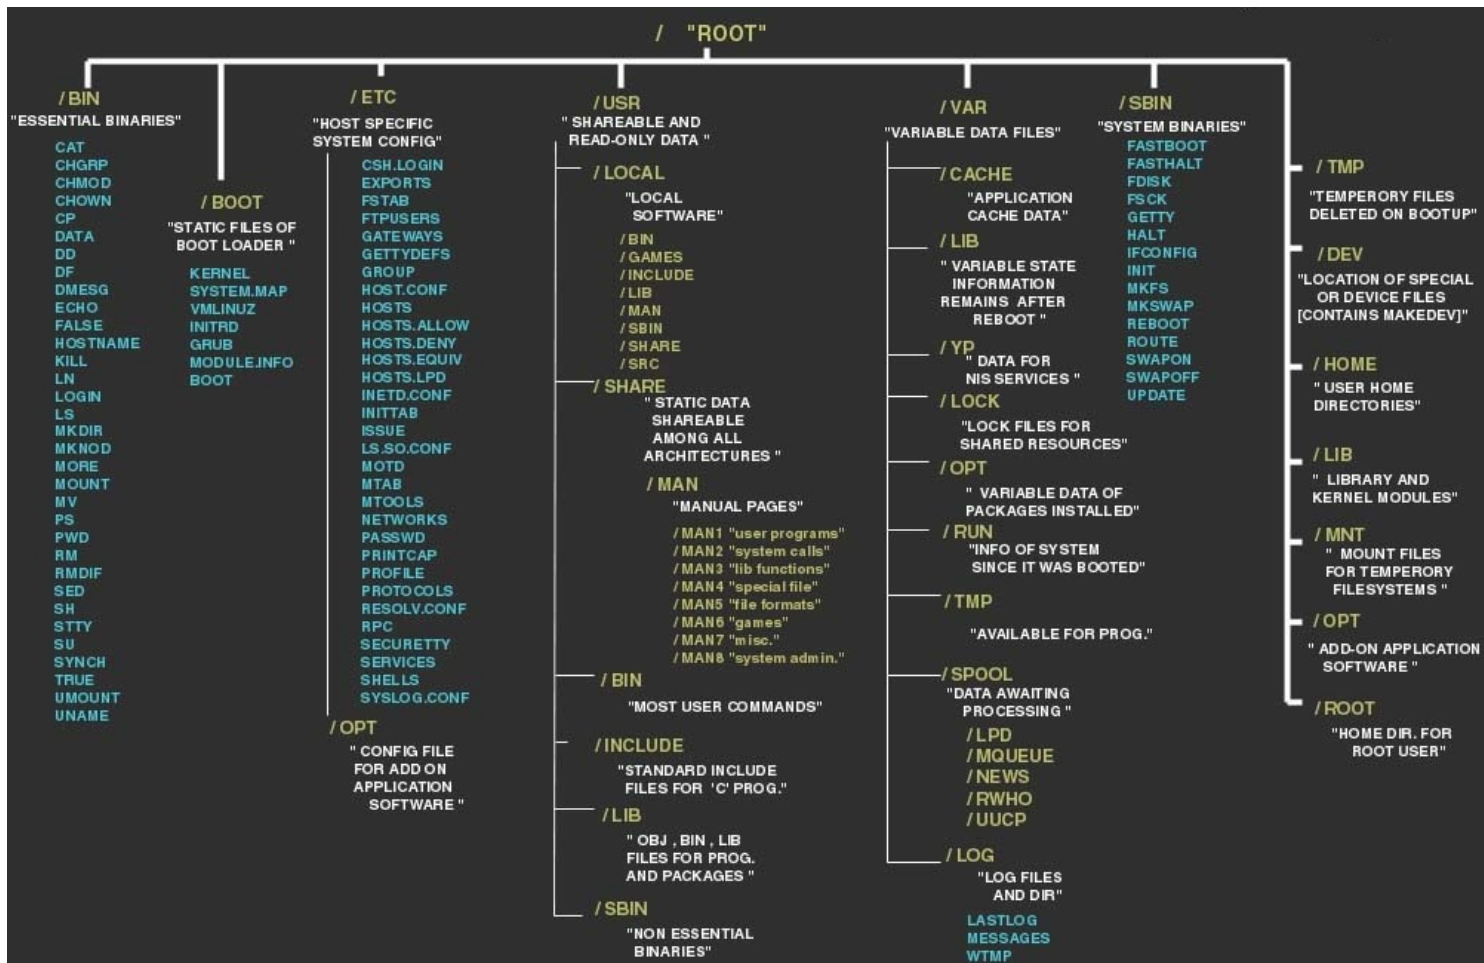 / "ROOT"
/ BIN
"ESSENTIAL BINARIES"
CAT
CHGRP
CHMOD
CHOWN
CP
DATA
DD
DF
DMESG
ECHO
FALSE
HOSTNAME
KILL
LN
LOGIN
LS
MKDIR
MKNOD
MORE
MOUNT
MV
PS
PWD
RM
RMDIF
SED
SH
STTY
SU
SYNCH
TRUE
UMOUNT
UNAME
/ BOOT
"STATIC FILES OF
BOOT LOADER "
KERNEL
SYSTEM.MAP
VMLINUZ
INITRD
GRUB
MODULE.INFO
BOOT
/ ETC
"HOST SPECIFIC
SYSTEM CONFIG"
CSH.LOGIN
EXPORTS
FSTAB
FTPUSERS
GATEWAYS
GETTYDEFS
GROUP
HOST.CONF
HOSTS
HOSTS.ALLOW
HOSTS.DENY
HOSTS.EQUIV
HOSTS.LPD
INETD.CONF
INITTAB
ISSUE
LS.SO.CONF
MOTD
MTAB
MTOOLS
NETWORKS
PASSWD
PRINTCAP
PROFILE
PROTOCOLS
RESOLV.CONF
RPC
SECURETTY
SERVICES
SHELLS
SYSLOG.CONF
/ OPT
" CONFIG FILE
FOR ADD ON
APPLICATION
SOFTWARE "
/ USR
" SHAREABLE AND
READ-ONLY DATA "
/ LOCAL
"LOCAL
SOFTWARE"
/ BIN
/ GAMES
/ INCLUDE
/ LIB
/ MAN
/ SBIN
/ SHARE
/ SRC
/ SHARE
" STATIC DATA
SHAREABLE
AMONG ALL
ARCHITECTURES "
/ MAN
"MANUAL PAGES"
/ MAN1 "user programs"
/ MAN2 "system calls"
/ MAN3 "lib functions"
/ MAN4 "special file"
/ MAN5 "file formats"
/ MAN6 "games"
/ MAN7 "misc."
/ MAN8 "system admin."
/ BIN
"MOST USER COMMANDS"
/ INCLUDE
"STANDARD INCLUDE
FILES FOR 'C' PROG."
/ LIB
" OBJ , BIN , LIB
FILES FOR PROG.
AND PACKAGES "
/ SBIN
"NON ESSENTIAL
BINARIES"
/ VAR
"VARIABLE DATA FILES"
/ CACHE
"APPLICATION
CACHE DATA"
/ LIB
" VARIABLE STATE
INFORMATION
REMAINS AFTER
REBOOT "
/ YP
" DATA FOR
NIS SERVICES "
/ LOCK
"LOCK FILES FOR
SHARED RESOURCES"
/ OPT
" VARIABLE DATA OF
PACKAGES INSTALLED"
/ RUN
"INFO OF SYSTEM
SINCE IT WAS BOOTED"
/ TMP
"AVAILABLE FOR PROG."
/ SPOOL
"DATA AWAITING
PROCESSING "
/ LPD
/ MQUEUE
/ NEWS
/ RWHO
/ UUCP
/ LOG
"LOG FILES
AND DIR"
LASTLOG
MESSAGES
WTMP
/ SBIN
"SYSTEM BINARIES"
FASTBOOT
FASTHALT
FDISK
FSCK
GETTY
HALT
IFCONFIG
INIT
MKFS
MKSWAP
REBOOT
ROUTE
SWAPON
SWAPOFF
UPDATE
/ TMP
"TEMPERORY FILES
DELETED ON BOOTUP"
/ DEV
"LOCATION OF SPECIAL
OR DEVICE FILES
[CONTAINS MAKEDEV]"
/ HOME
" USER HOME
DIRECTORIES"
/ LIB
" LIBRARY AND
KERNEL MODULES"
/ MNT
" MOUNT FILES
FOR TEMPERORY
FILESYSTEMS "
/ OPT
" ADD-ON APPLICATION
SOFTWARE "
/ ROOT
"HOME DIR. FOR
ROOT USER"